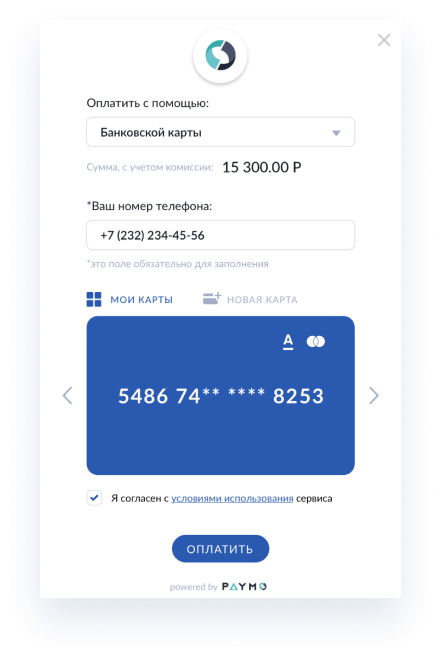 Оплатить с помощью:
Банковской карты
Сумма, с учетом комиссии: 15 300.00 Р
*Ваш номер телефона:
+7 (232) 234-45-56
*это поле обязательно для заполнения
МОИ КАРТЫ НОВАЯ КАРТА
A
5486 74** **** 8253
Я согласен с условиями использования сервиса
ОПЛАТИТЬ
powered by PAYMO